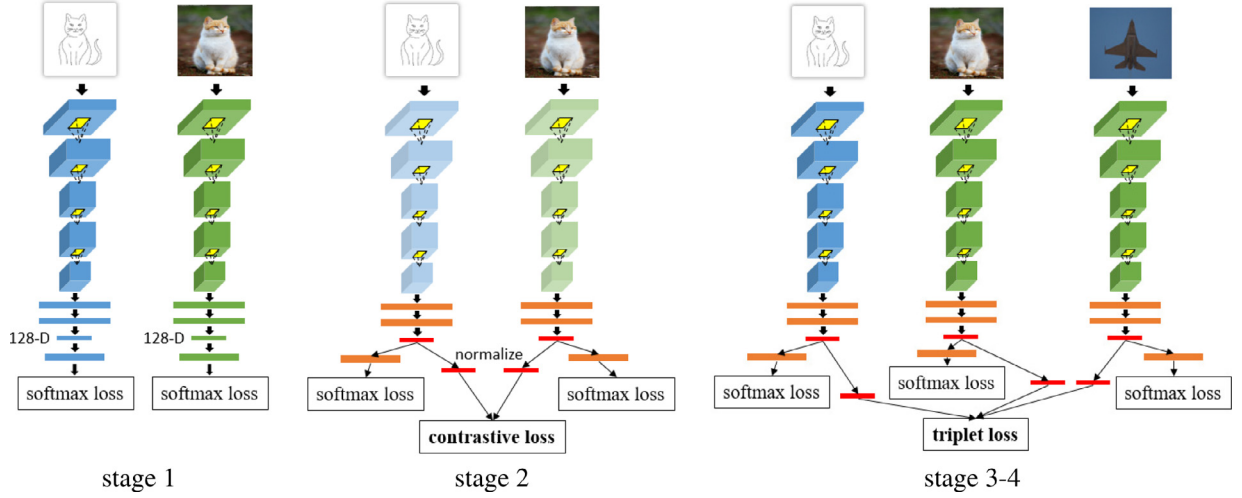 128-D
128-D
normalize
softmax loss
softmax loss
softmax loss
softmax loss
softmax loss
softmax loss
softmax loss
contrastive loss
triplet loss
stage 1
stage 2
stage 3-4